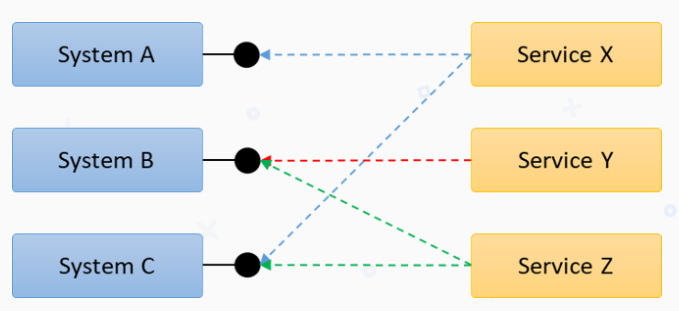 System A
Service X
System B
Service Y
System C
Service Z